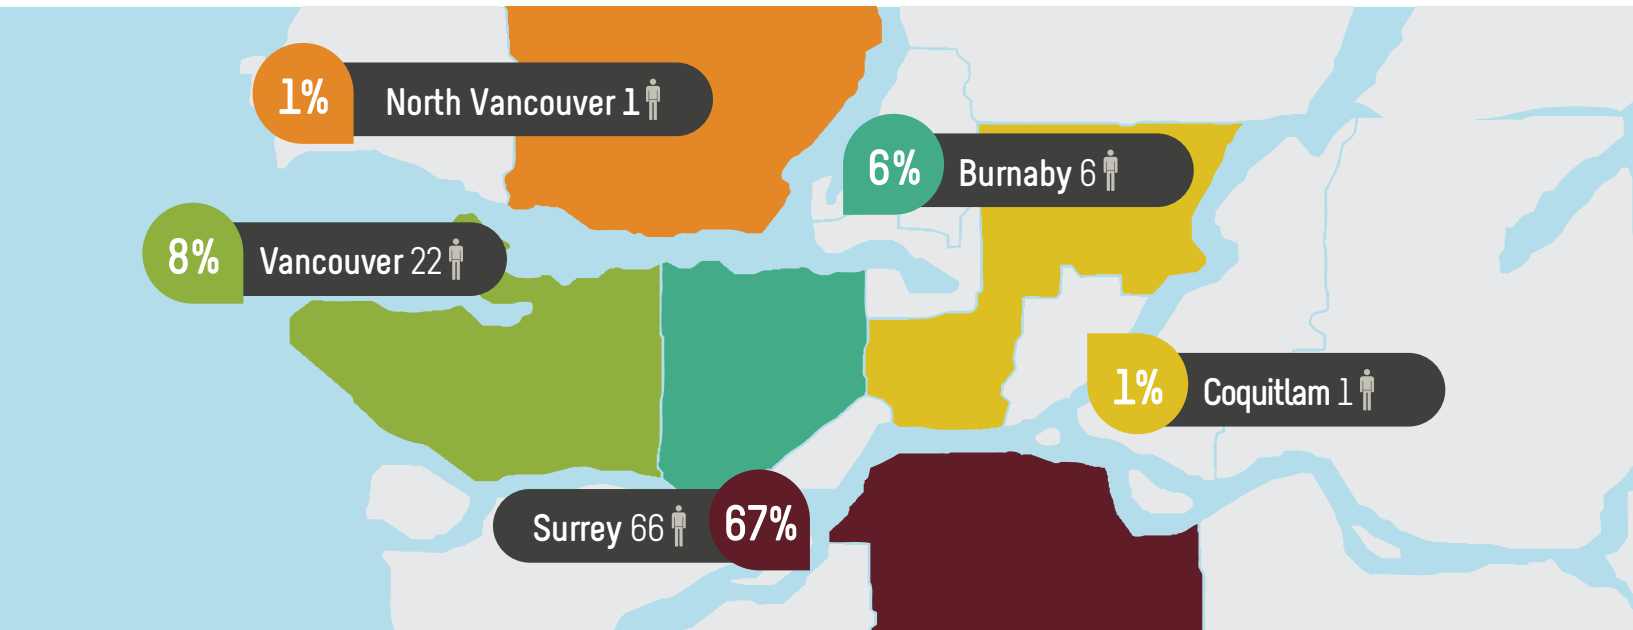 1% North Vancouver 1
6% Burnaby 6
8% Vancouver 22
1% Coquitlam 1
Surrey 66 67%